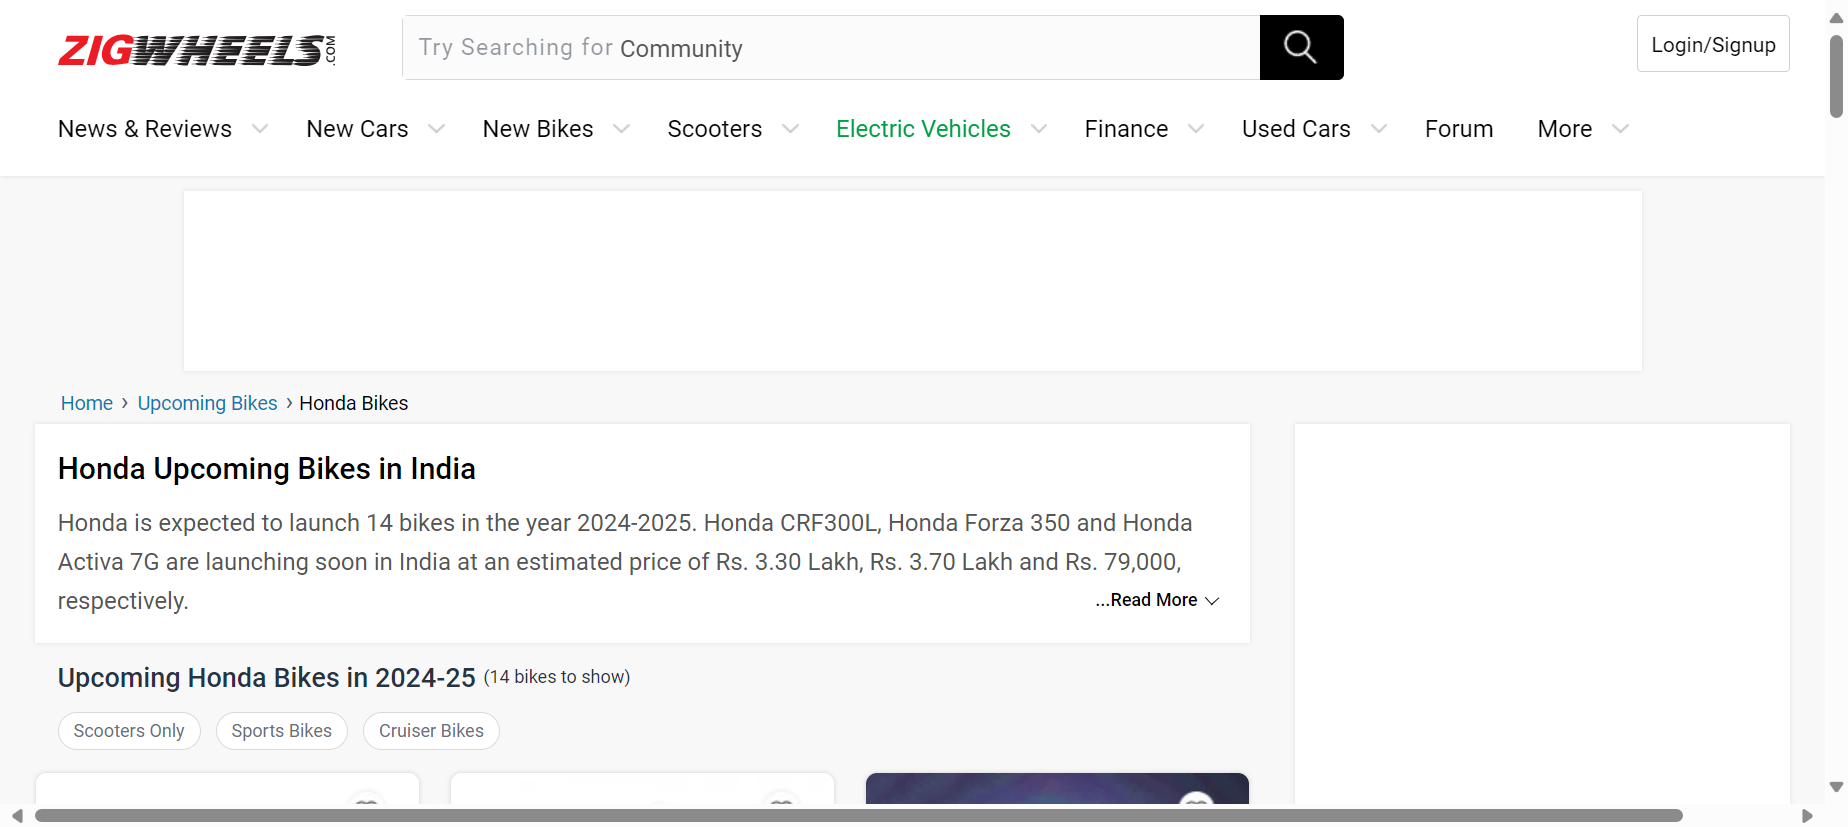 ZIGWHEELS.COM
Try Searching for Community
Login/Signup
News & Reviews New Cars New Bikes Scooters Electric Vehicles Finance Used Cars Forum More
Home › Upcoming Bikes › Honda Bikes
Honda Upcoming Bikes in India
Honda is expected to launch 14 bikes in the year 2024-2025. Honda CRF300L, Honda Forza 350 and Honda
Activa 7G are launching soon in India at an estimated price of Rs. 3.30 Lakh, Rs. 3.70 Lakh and Rs. 79,000,
respectively.
...Read More
Upcoming Honda Bikes in 2024-25 (14 bikes to show)
Scooters Only Sports Bikes Cruiser Bikes